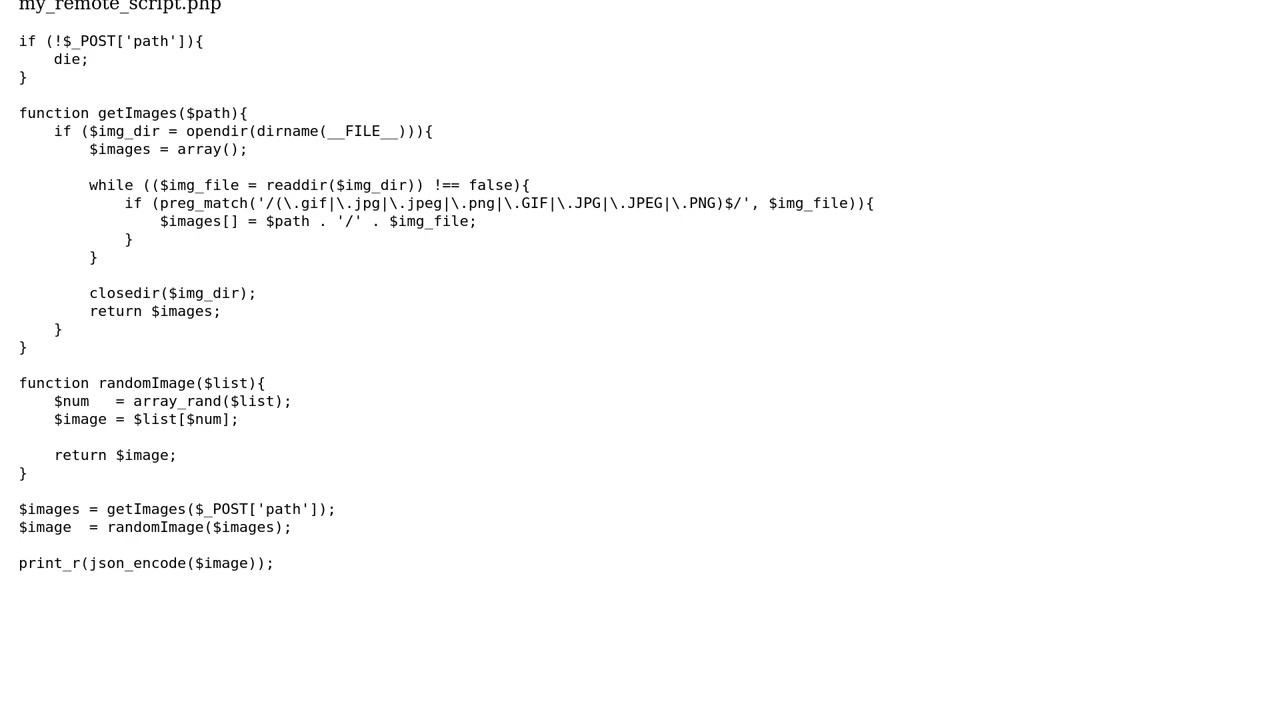 my_remote_script.php
if (!$_POST['path']){
    die;
}
function getImages($path){
    if ($img_dir = opendir(dirname(__FILE__))){
        $images = array();
        while (($img_file = readdir($img_dir)) !== false){
            if (preg_match('/(\.gif|\.jpg|\.jpeg|\.png|\.GIF|\.JPG|\.JPEG|\.PNG)$/', $img_file)){
                $images[] = $path . '/' . $img_file;
            }
        }
        closedir($img_dir);
        return $images;
    }
}
function randomImage($list){
    $num   = array_rand($list);
    $image = $list[$num];
    return $image;
}
$images = getImages($_POST['path']);
$image  = randomImage($images);
print_r(json_encode($image));